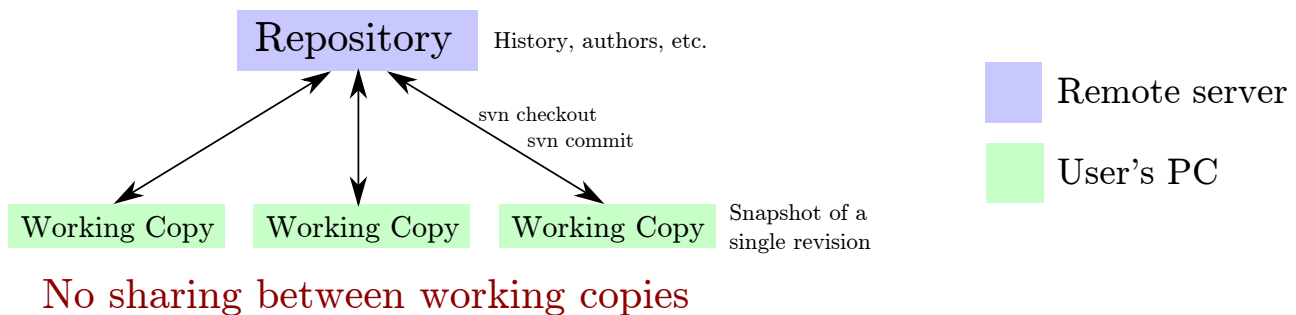 Repository
History, authors, etc.
Remote server
svn checkout
svn commit
User's PC
Working Copy
Working Copy
Working Copy
Snapshot of a
single revision
No sharing between working copies